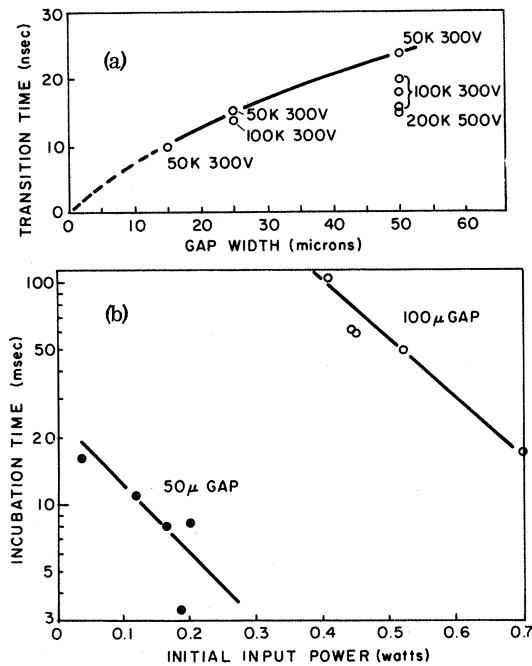 (a)
TRANSITION TIME (nsec)
30
20
10
0
50K 300V
50K 300V
100K 300V
50K 300V
100K 300V
200K 500V
0
10
20
30
40
50
60
GAP WIDTH (microns)
(b)
INCUBATION TIME (msec)
100
50
20
10
5
3
100μ GAP
50μ GAP
0
0.1
0.2
0.3
0.4
0.5
0.6
0.7
INITIAL INPUT POWER (watts)